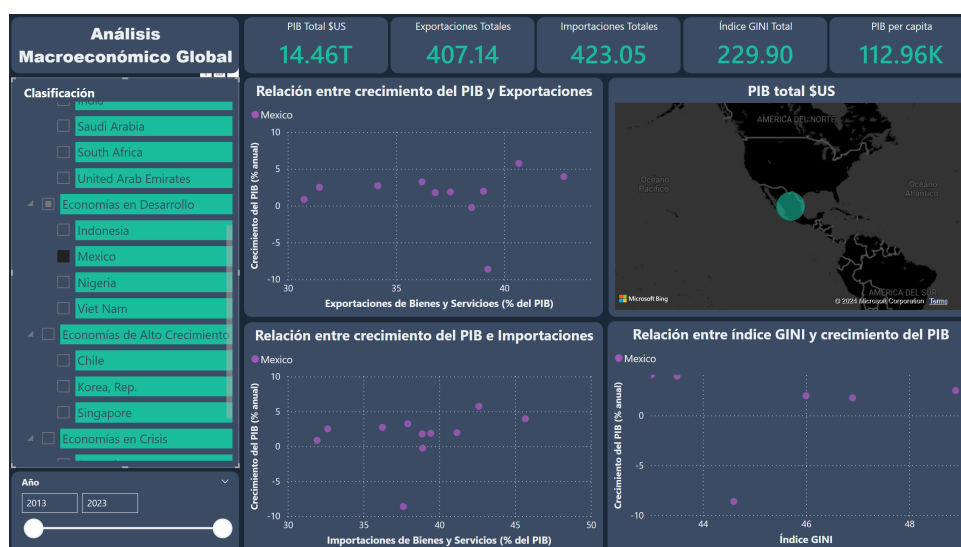 Análisis
Macroeconómico Global
PIB Total $US
14.46T
Exportaciones Totales
407.14
Importaciones Totales
423.05
Índice GINI Total
229.90
PIB per capita
112.96K
Clasificación
India
Saudi Arabia
South Africa
United Arab Emirates
Economías en Desarrollo
Indonesia
Mexico
Nigeria
Viet Nam
Economías de Alto Crecimiento
Chile
Korea, Rep.
Singapore
Economías en Crisis
Año
2013
2023
Relación entre crecimiento del PIB y Exportaciones
Mexico
Crecimiento del PIB (% anual)
10
5
0
-5
-10
30
35
40
Exportaciones de Bienes y Servicioes (% del PIB)
PIB total $US
AMÉRICA DEL NORTE
Océano
Pacífico
Océano
Atlántico
AMÉRICA DEL SUR
Microsoft Bing
© 2024 Microsoft Corporation Terms
Relación entre crecimiento del PIB e Importaciones
Mexico
Crecimiento del PIB (% anual)
10
5
0
-5
-10
30
35
40
45
50
Importaciones de Bienes y Servicios (% del PIB)
Relación entre índice GINI y crecimiento del PIB
Mexico
Crecimiento del PIB (% anual)
0
-5
-10
44
46
48
Índice GINI